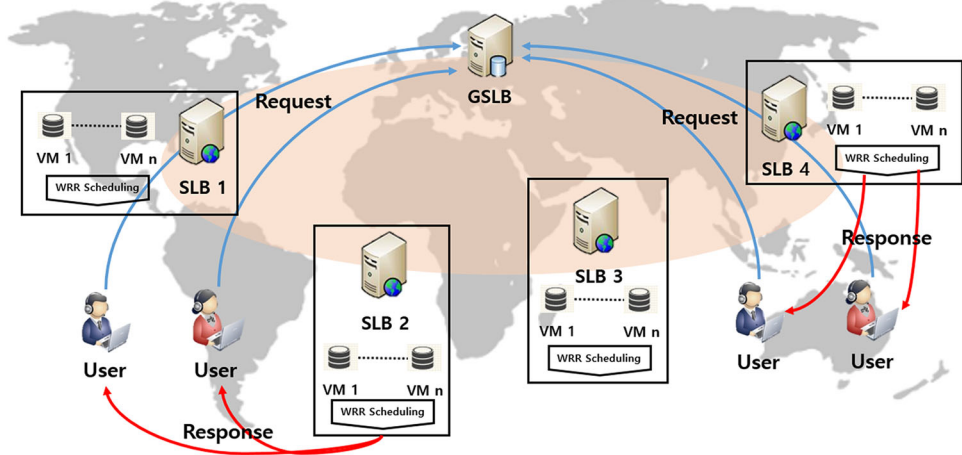 GSLB
Request
Request
VM 1
VM n
WRR Scheduling
SLB 1
VM 1
VM n
SLB 4
WRR Scheduling
Response
SLB 2
VM 1
VM n
WRR Scheduling
SLB 3
VM 1
VM n
WRR Scheduling
User
User
User
User
Response